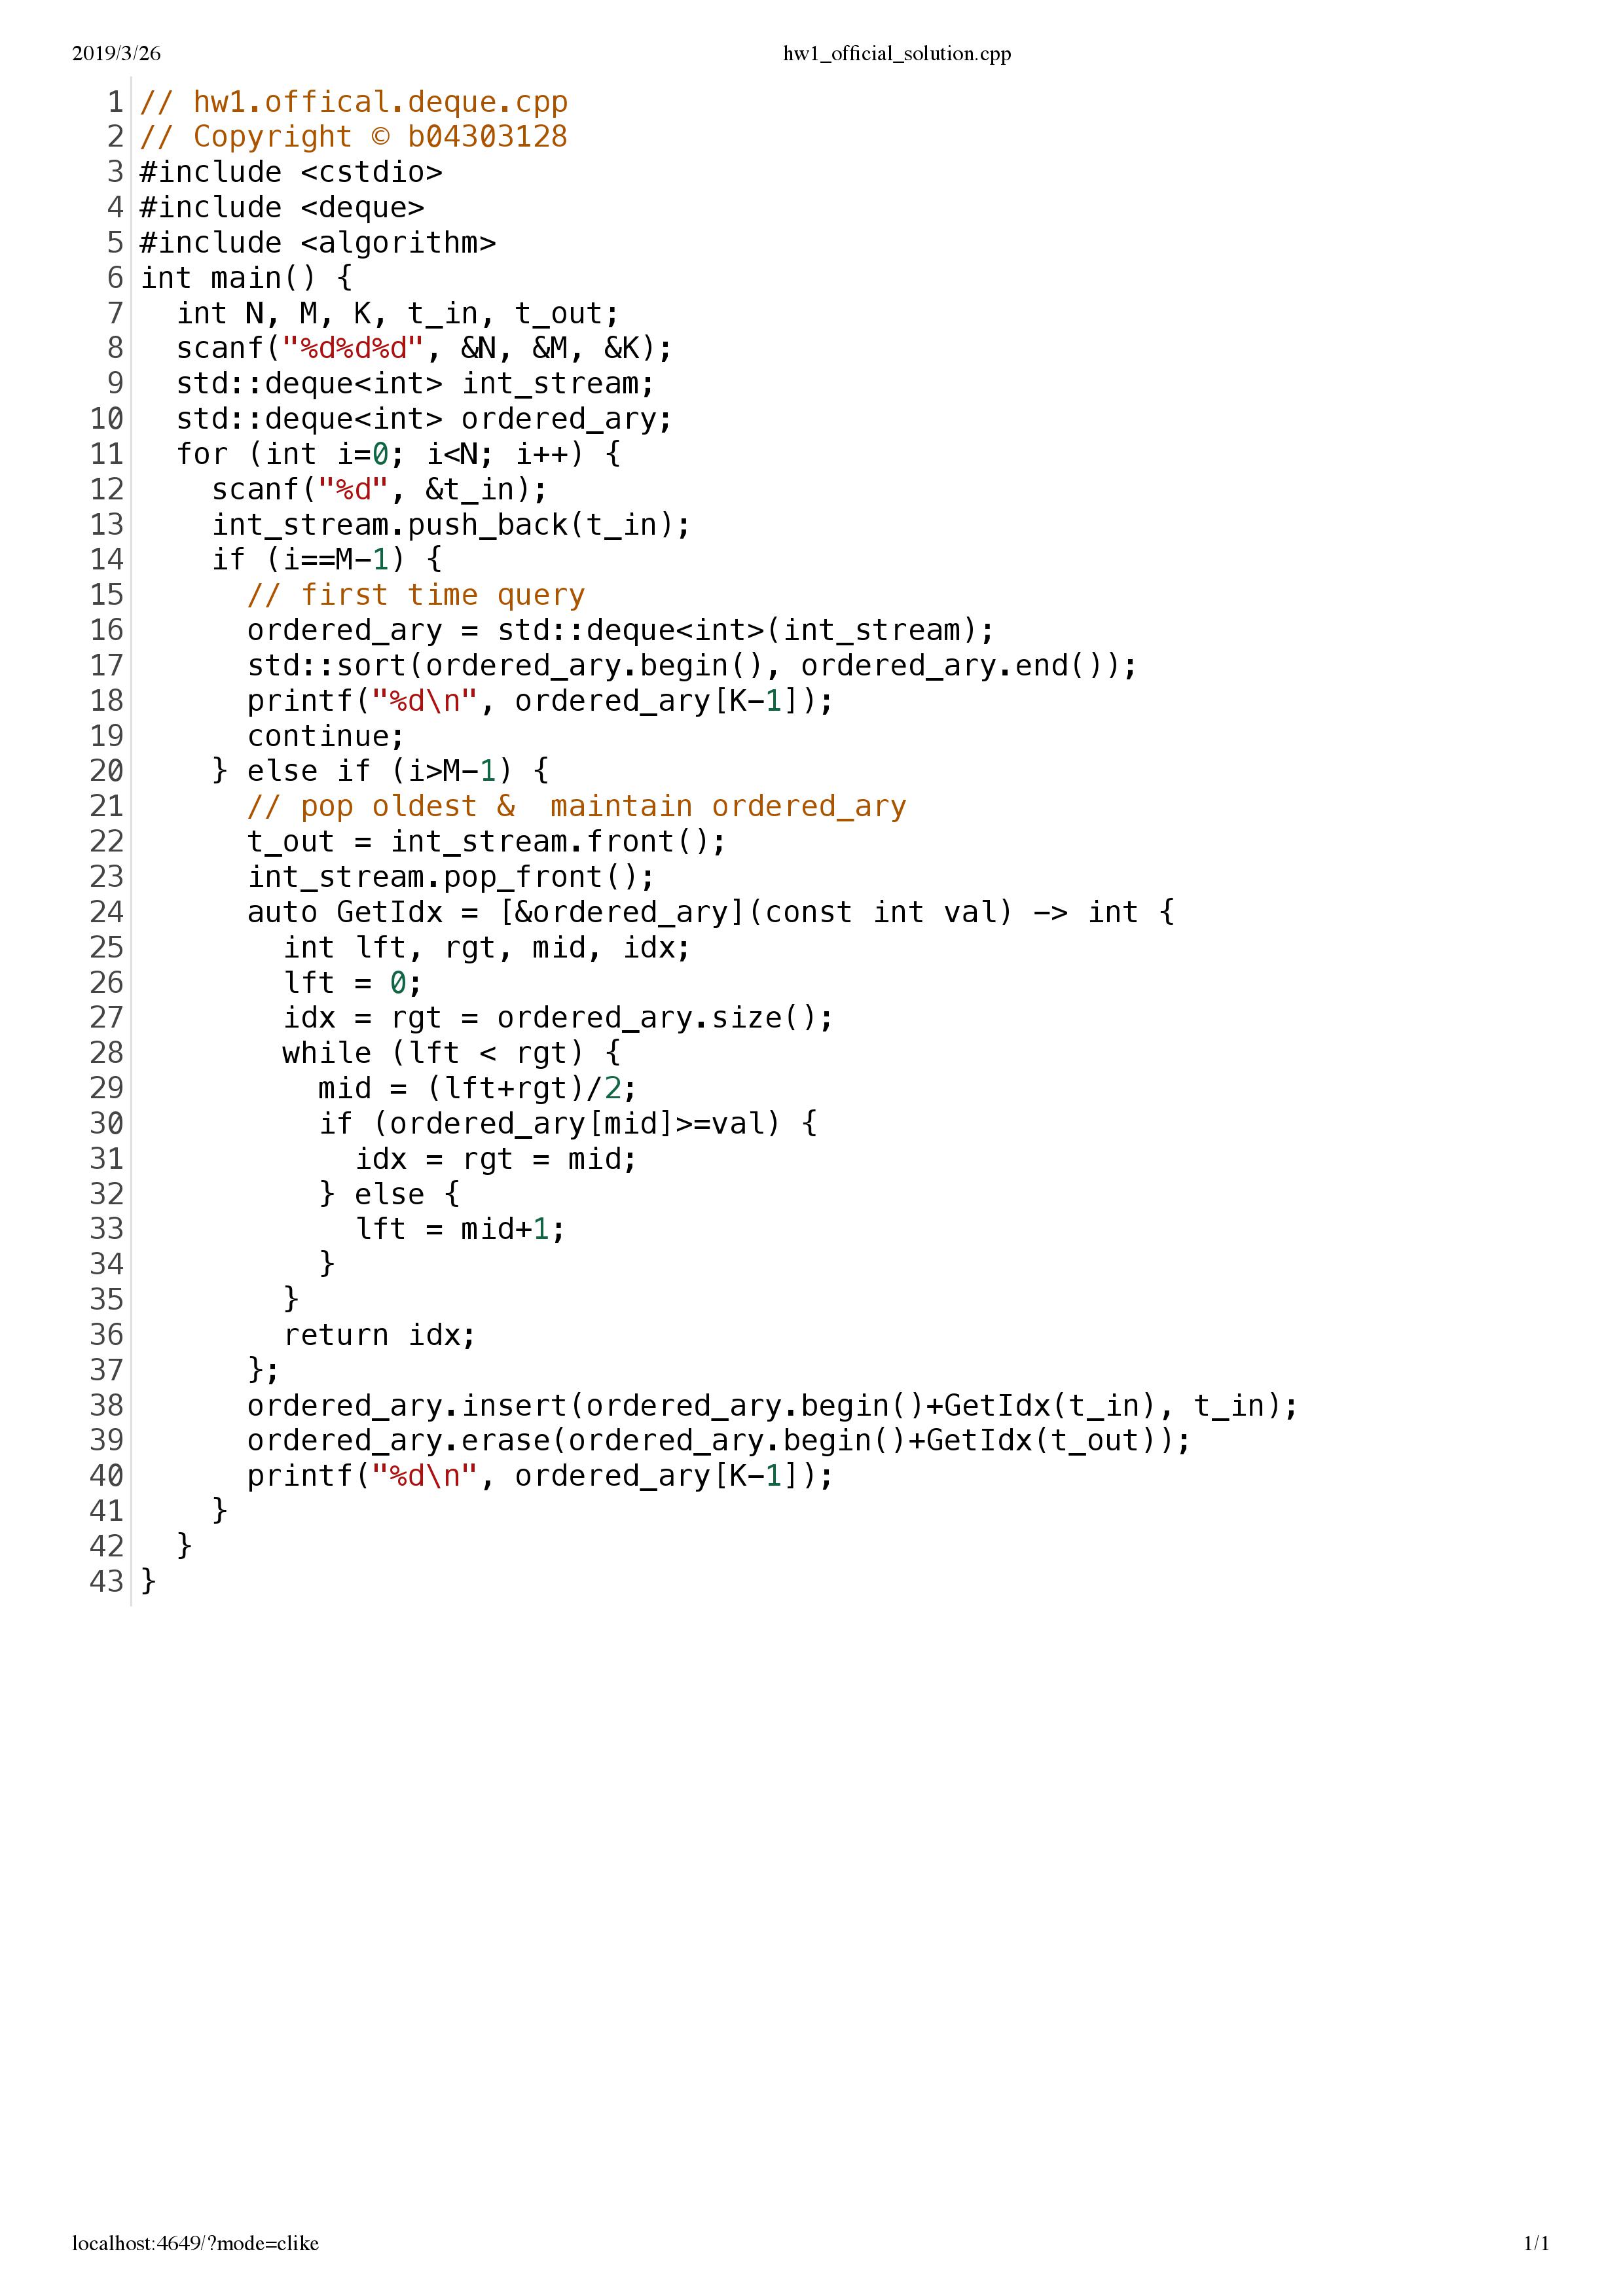 2019/3/26 hw1_official_solution.cpp
1 // hw1.offical.deque.cpp
2 // Copyright © b04303128
3 #include <cstdio>
4 #include <deque>
5 #include <algorithm>
6 int main() {
7   int N, M, K, t_in, t_out;
8   scanf("%d%d%d", &N, &M, &K);
9   std::deque<int> int_stream;
10   std::deque<int> ordered_ary;
11   for (int i=0; i<N; i++) {
12     scanf("%d", &t_in);
13     int_stream.push_back(t_in);
14     if (i==M-1) {
15       // first time query
16       ordered_ary = std::deque<int>(int_stream);
17       std::sort(ordered_ary.begin(), ordered_ary.end());
18       printf("%d\n", ordered_ary[K-1]);
19       continue;
20     } else if (i>M-1) {
21       // pop oldest &  maintain ordered_ary
22       t_out = int_stream.front();
23       int_stream.pop_front();
24       auto GetIdx = [&ordered_ary](const int val) -> int {
25         int lft, rgt, mid, idx;
26         lft = 0;
27         idx = rgt = ordered_ary.size();
28         while (lft < rgt) {
29           mid = (lft+rgt)/2;
30           if (ordered_ary[mid]>=val) {
31             idx = rgt = mid;
32           } else {
33             lft = mid+1;
34           }
35         }
36         return idx;
37       };
38       ordered_ary.insert(ordered_ary.begin()+GetIdx(t_in), t_in);
39       ordered_ary.erase(ordered_ary.begin()+GetIdx(t_out));
40       printf("%d\n", ordered_ary[K-1]);
41     }
42   }
43 }
localhost:4649/?mode=clike 1/1